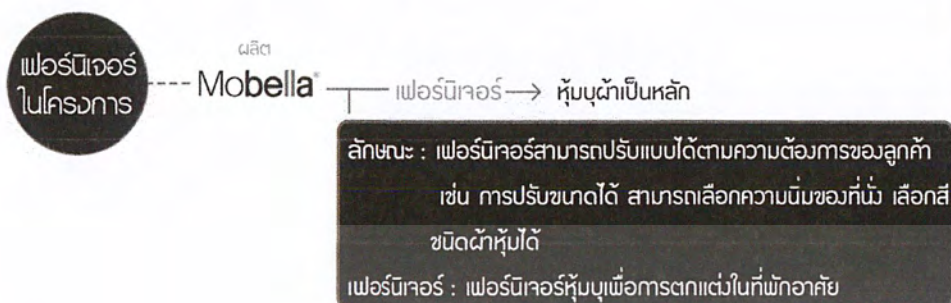 เฟอร์นิเจอร์
ในโครงการ
ผลิต
Mobella®
เฟอร์นิเจอร์
หุ้มบุผ้าเป็นหลัก
ลักษณะ : เฟอร์นิเจอร์สามารถปรับแบบได้ตามความต้องการของลูกค้า
เช่น การปรับขนาดได้ สามารถเลือกความนิ่มของที่นั่ง เลือกสี
ชนิดผ้าหุ้มได้
เฟอร์นิเจอร์ : เฟอร์นิเจอร์หุ้มบุเพื่อการตกแต่งในที่พักอาศัย